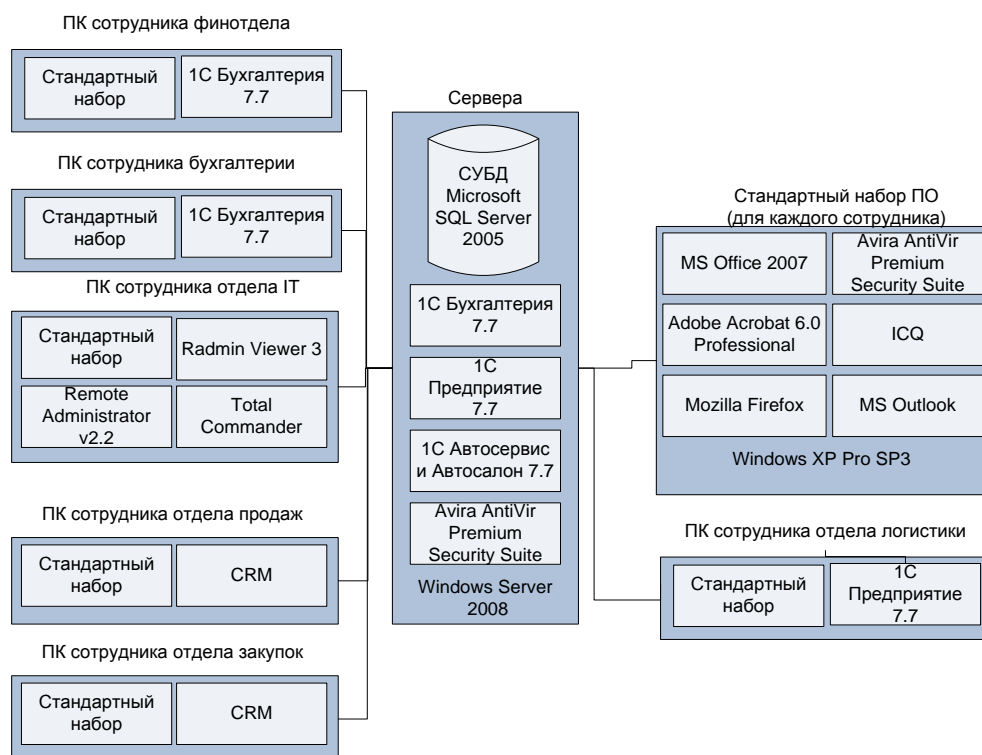 ПК сотрудника финотдела
Стандартный
набор
1С Бухгалтерия
7.7
ПК сотрудника бухгалтерии
Стандартный
набор
1С Бухгалтерия
7.7
ПК сотрудника отдела IT
Стандартный
набор
Radmin Viewer 3
Remote
Administrator
v2.2
Total
Commander
ПК сотрудника отдела продаж
Стандартный
набор
CRM
ПК сотрудника отдела закупок
Стандартный
набор
CRM
Сервера
СУБД
Microsoft
SQL Server
2005
1С Бухгалтерия
7.7
1С
Предприятие
7.7
1С Автосервис
и Автосалон 7.7
Avira AntiVir
Premium
Security Suite
Windows Server
2008
Стандартный набор ПО
(для каждого сотрудника)
MS Office 2007
Avira AntiVir
Premium
Security Suite
Adobe Acrobat 6.0
Professional
ICQ
Mozilla Firefox
MS Outlook
Windows XP Pro SP3
ПК сотрудника отдела логистики
Стандартный
набор
1С
Предприятие
7.7